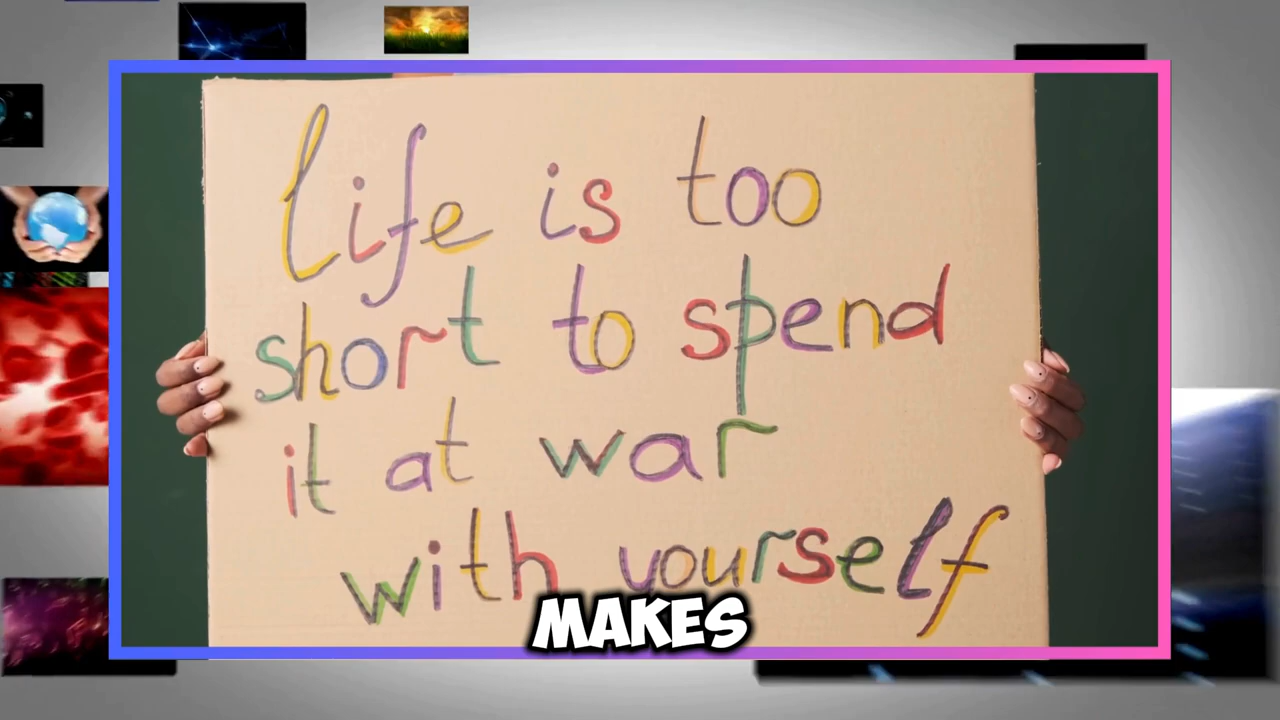 life is too
short to spend
it at war
with yourself
MAKES